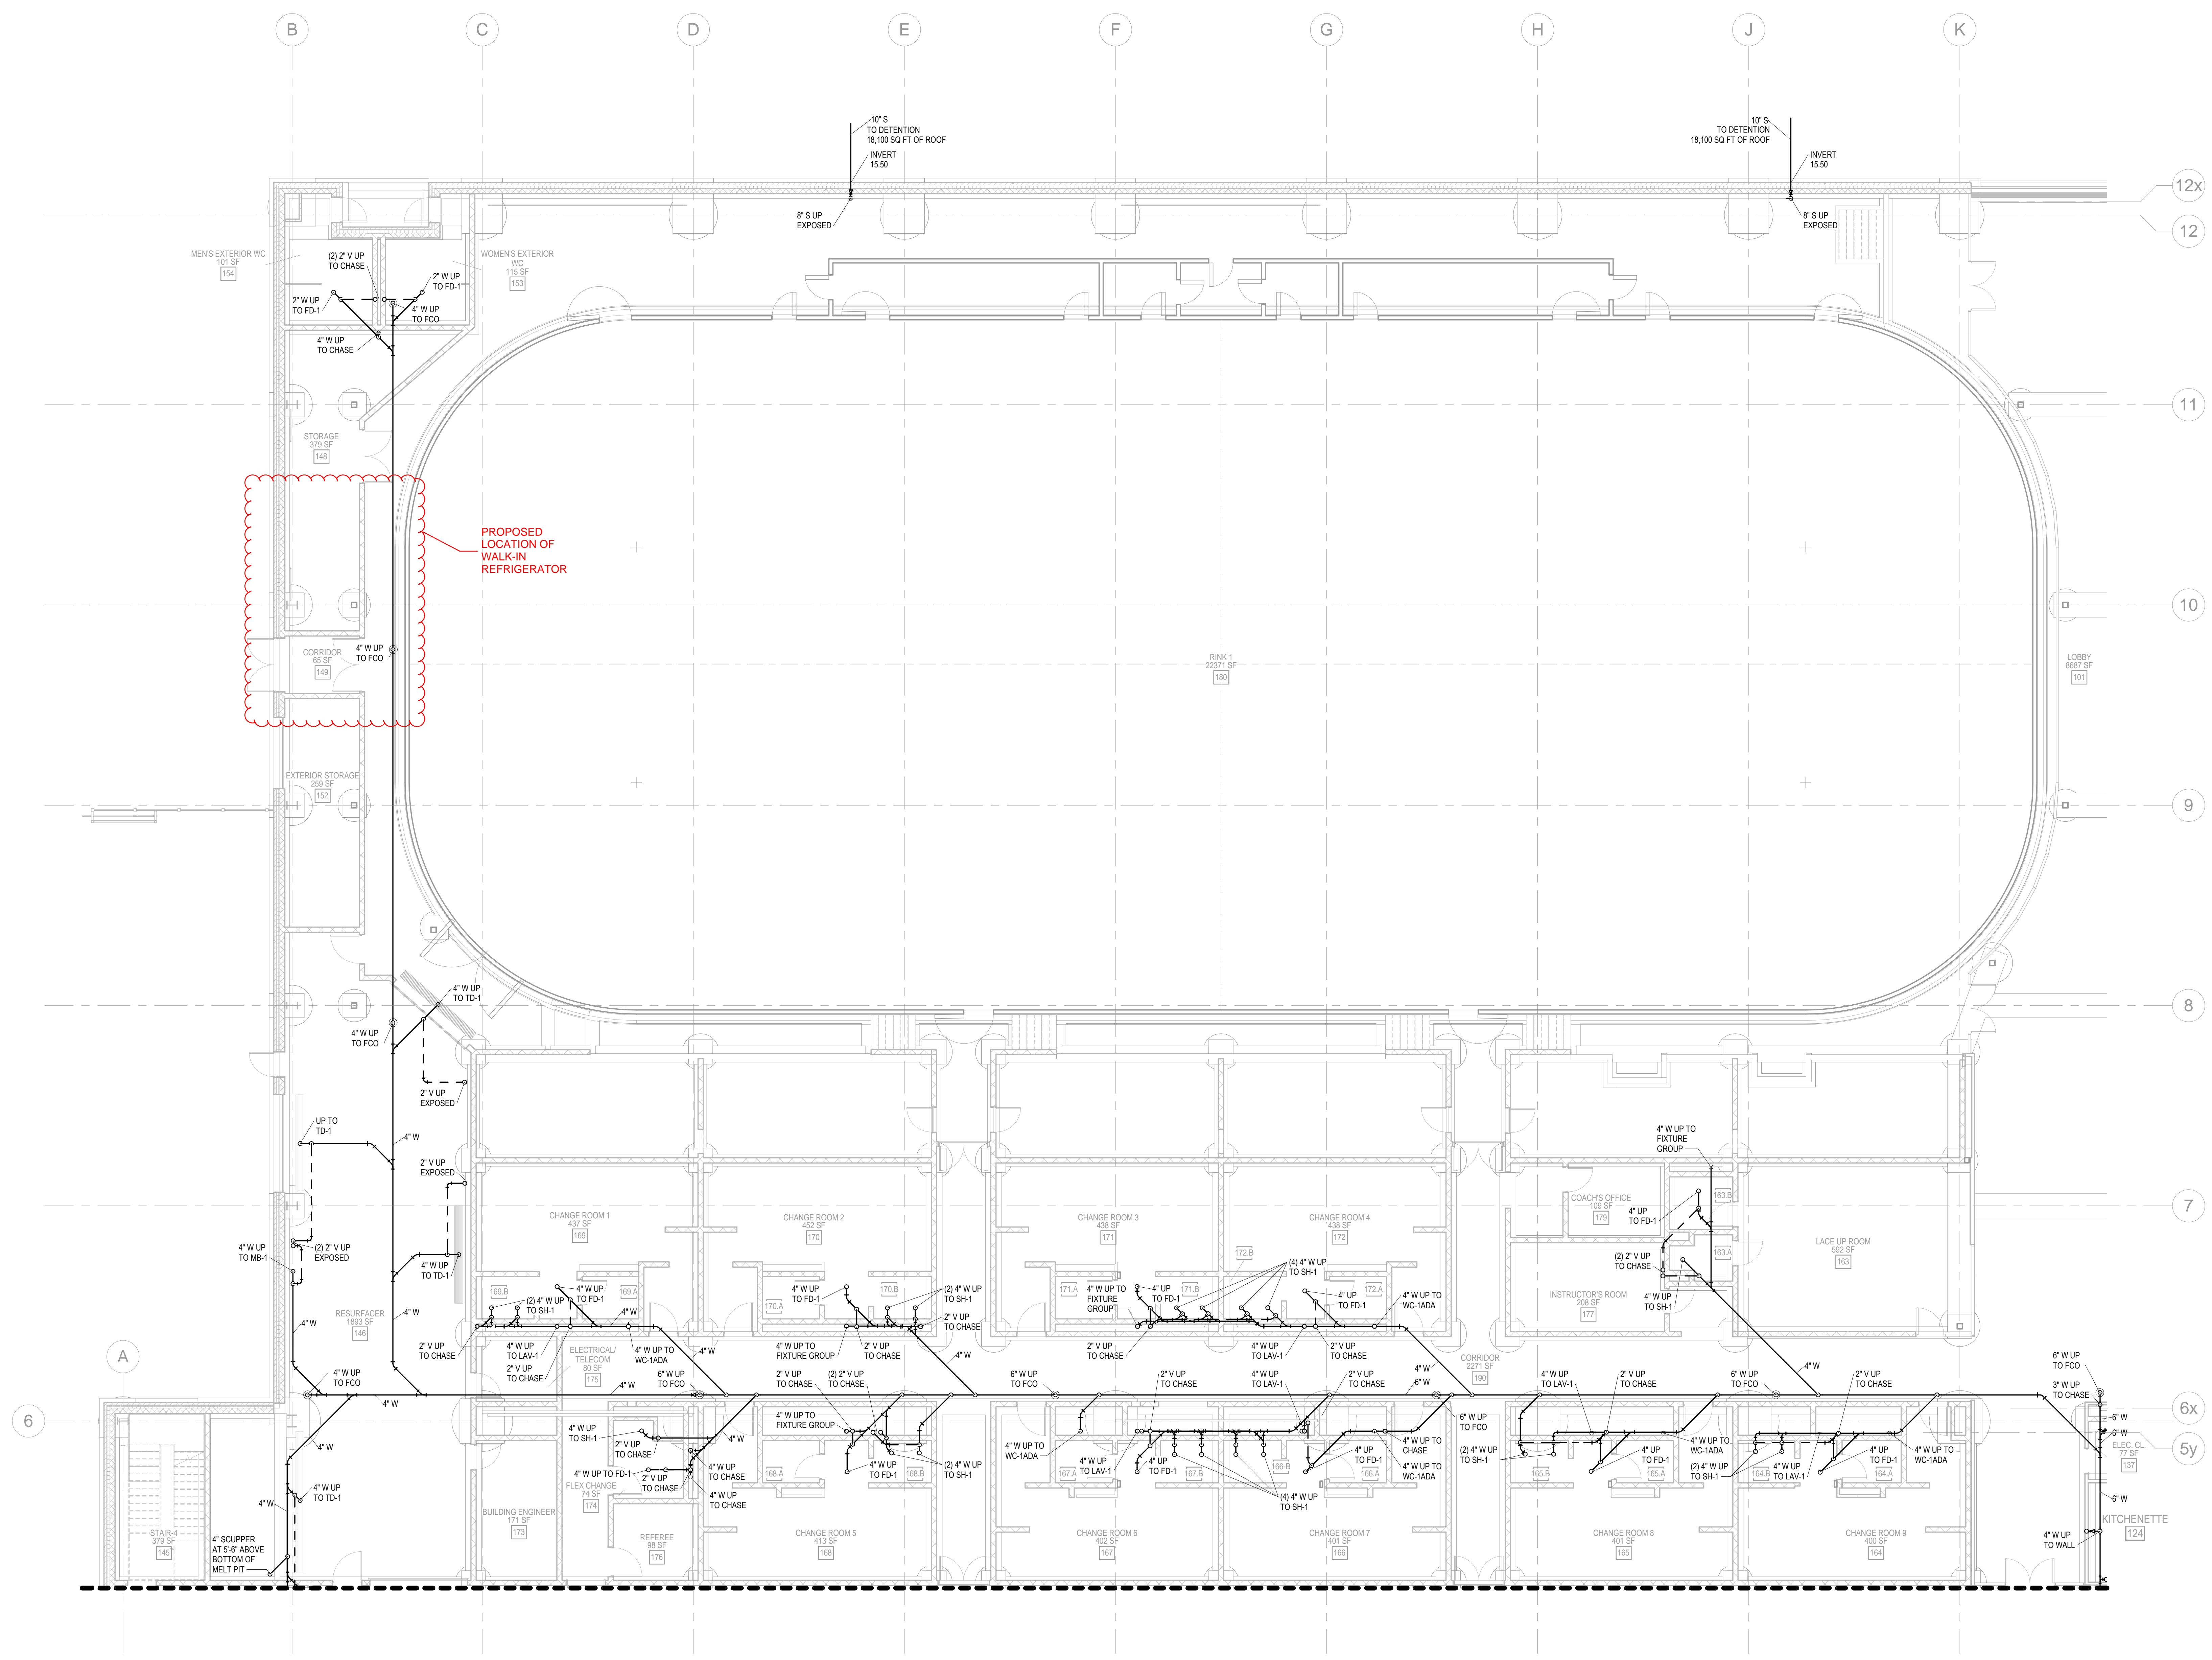 B
C
D
E
F
G
H
J
K
10" S
TO DETENTION
18,100 SQ FT OF ROOF
INVERT
15.50
8" S UP
EXPOSED
10" S
TO DETENTION
18,100 SQ FT OF ROOF
INVERT
15.50
8" S UP
EXPOSED
12x
12
11
10
9
8
7
6x
5y
A
6
MEN'S EXTERIOR WC
101 SF
154
(2) 2" V UP
TO CHASE
WOMEN'S EXTERIOR
WC
115 SF
153
2" W UP
TO FD-1
2" W UP
TO FD-1
4" W UP
TO FCO
4" W UP
TO CHASE
STORAGE
379 SF
148
PROPOSED
LOCATION OF
WALK-IN
REFRIGERATOR
CORRIDOR
65 SF
149
4" W UP
TO FCO
RINK 1
22371 SF
180
LOBBY
8687 SF
101
EXTERIOR STORAGE
259 SF
152
4" W UP
TO TD-1
4" W UP
TO FCO
2" V UP
EXPOSED
UP TO
TD-1
4" W
2" V UP
EXPOSED
4" W UP
TO MB-1
(2) 2" V UP
EXPOSED
4" W UP
TO TD-1
RESURFACER
1893 SF
146
4" W
4" W
4" W UP
TO FCO
4" W
4" W
4" W
4" W UP
TO TD-1
4" SCUPPER
AT 5'-6" ABOVE
BOTTOM OF
MELT PIT
STAIR-4
379 SF
145
CHANGE ROOM 1
437 SF
169
169.B
169.A
(2) 4" W UP
TO SH-1
4" W UP
TO FD-1
4" W
2" V UP
TO CHASE
4" W UP
TO LAV-1
2" V UP
TO CHASE
ELECTRICAL/
TELECOM
80 SF
175
4" W UP TO
WC-1ADA
4" W
4" W
6" W UP
TO FCO
CHANGE ROOM 2
452 SF
170
170.A
170.B
4" W UP
TO FD-1
(2) 4" W UP
TO SH-1
2" V UP
TO CHASE
4" W UP TO
FIXTURE GROUP
2" V UP
TO CHASE
4" W
CHANGE ROOM 3
438 SF
171
171.A
171.B
4" W UP TO
FIXTURE
GROUP
4" UP
TO FD-1
2" V UP
TO CHASE
CHANGE ROOM 4
438 SF
172
172.B
172.A
(4) 4" W UP
TO SH-1
4" UP
TO FD-1
4" W UP TO
WC-1ADA
4" W UP
TO LAV-1
2" V UP
TO CHASE
4" W
CORRIDOR
2271 SF
190
4" W UP TO
FIXTURE
GROUP
COACH'S OFFICE
109 SF
179
163.B
4" UP
TO FD-1
(2) 2" V UP
TO CHASE
163.A
LACE UP ROOM
592 SF
163
INSTRUCTOR'S ROOM
208 SF
177
4" W UP
TO SH-1
4" W
6" W UP
TO FCO
3" W UP
TO CHASE
6" W
6" W
ELEC. CL.
77 SF
137
6" W
KITCHENETTE
124
4" W UP
TO WALL
4" W UP
TO SH-1
2" V UP
TO CHASE
4" W
4" W UP TO FD-1
2" V UP
TO CHASE
4" W UP
TO CHASE
4" W UP
TO CHASE
FLEX CHANGE
74 SF
174
BUILDING ENGINEER
171 SF
173
REFEREE
98 SF
176
2" V UP
TO CHASE
(2) 2" V UP
TO CHASE
4" W UP TO
FIXTURE GROUP
168.A
168.B
4" W UP
TO FD-1
(2) 4" W UP
TO SH-1
CHANGE ROOM 5
413 SF
168
6" W UP
TO FCO
4" W UP TO
WC-1ADA
2" V UP
TO CHASE
167.A
4" W UP
TO LAV-1
4" UP
TO FD-1
167.B
(4) 4" W UP
TO SH-1
CHANGE ROOM 6
402 SF
167
4" W UP
TO LAV-1
2" V UP
TO CHASE
6" W
6" W UP
TO FCO
4" W UP TO
CHASE
4" UP
TO FD-1
4" W UP TO
WC-1ADA
166-B
166.A
CHANGE ROOM 7
401 SF
166
4" W UP
TO LAV-1
2" V UP
TO CHASE
(2) 4" W UP
TO SH-1
4" W UP TO
WC-1ADA
4" UP
TO FD-1
165.B
165.A
CHANGE ROOM 8
401 SF
165
6" W UP
TO FCO
2" V UP
TO CHASE
(2) 4" W UP
TO SH-1
4" W UP
TO LAV-1
4" UP
TO FD-1
4" W UP TO
WC-1ADA
164.B
164.A
CHANGE ROOM 9
400 SF
164